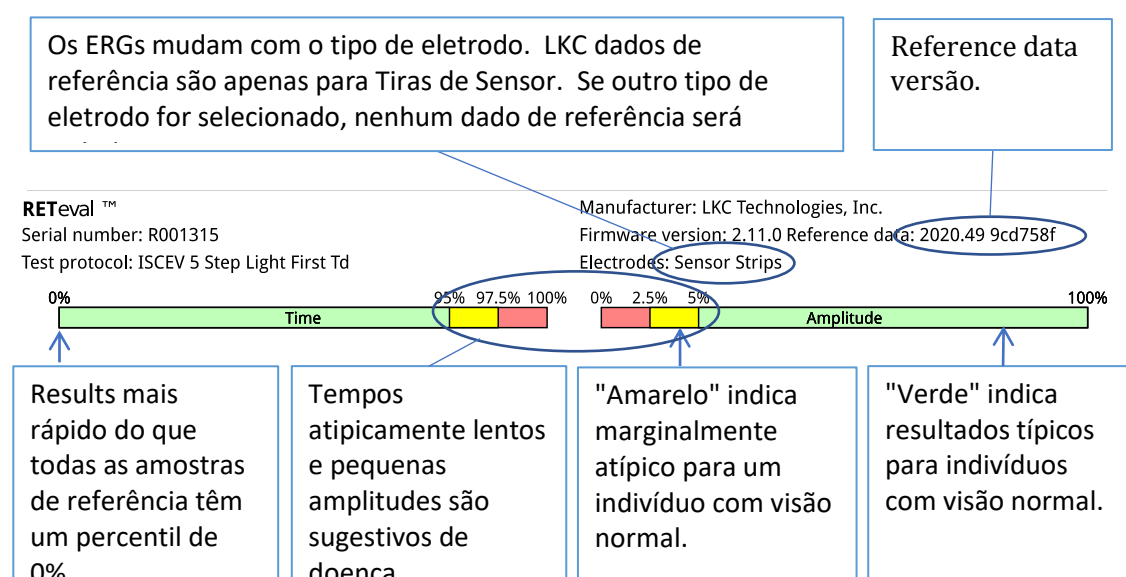 Os ERGs mudam com o tipo de eletrodo. LKC dados de
referência são apenas para Tiras de Sensor. Se outro tipo de
eletrodo for selecionado, nenhum dado de referência será
Reference data
versão.
RETeval ™
Serial number: R001315
Test protocol: ISCEV 5 Step Light First Td
Manufacturer: LKC Technologies, Inc.
Firmware version: 2.11.0 Reference data: 2020.49 9cd758f
Electrodes: Sensor Strips
0% 95% 97.5% 100% 0% 2.5% 5% 100%
Time Amplitude
Results mais
rápido do que
todas as amostras
de referência têm
um percentil de
0%
Tempos
atipicamente lentos
e pequenas
amplitudes são
sugestivos de
doença
"Amarelo" indica
marginalmente
atípico para um
indivíduo com visão
normal.
"Verde" indica
resultados típicos
para indivíduos
com visão normal.